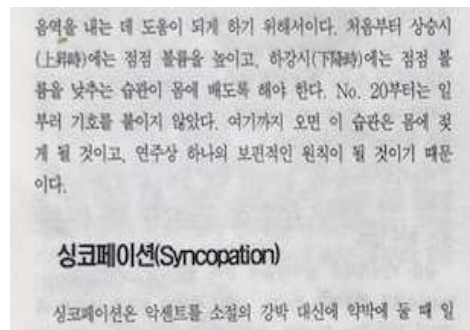 음역을 내는 데 도움이 되게 하기 위해서이다. 처음부터 상승시
(上昇時)에는 점점 볼륨을 높이고, 하강시(下降時)에는 점점 볼
륨을 낮추는 습관이 몸에 배도록 해야 한다. No. 20부터는 일
부러 기호를 붙이지 않았다. 여기까지 오면 이 습관은 몸에 젖
게 될 것이고, 연주상 하나의 보편적인 원칙이 될 것이기 때문
이다.
싱코페이션(Syncopation)
싱코페이션은 악센트를 소절의 강박 대신에 약박에 둘 때 일